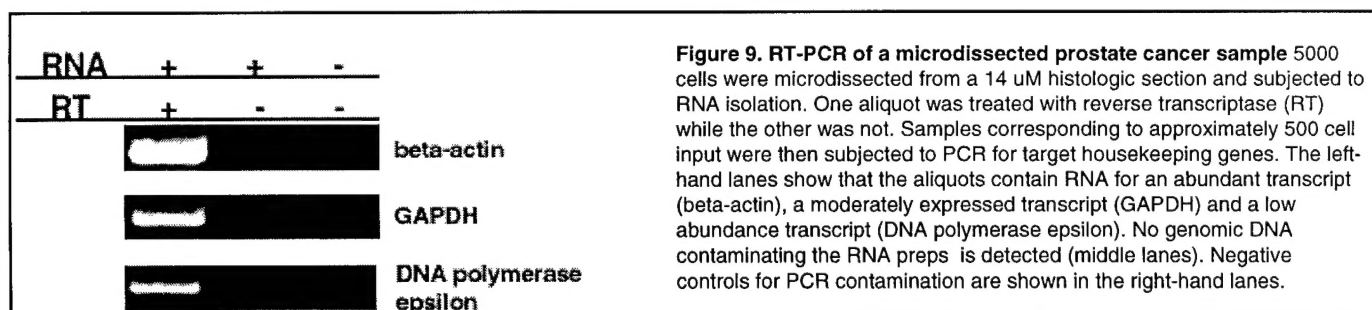 RNA + + -
RT + - -
beta-actin
GAPDH
DNA polymerase
epsilon
Figure 9. RT-PCR of a microdissected prostate cancer sample 5000
cells were microdissected from a 14 uM histologic section and subjected to
RNA isolation. One aliquot was treated with reverse transcriptase (RT)
while the other was not. Samples corresponding to approximately 500 cell
input were then subjected to PCR for target housekeeping genes. The left-
hand lanes show that the aliquots contain RNA for an abundant transcript
(beta-actin), a moderately expressed transcript (GAPDH) and a low
abundance transcript (DNA polymerase epsilon). No genomic DNA
contaminating the RNA preps is detected (middle lanes). Negative
controls for PCR contamination are shown in the right-hand lanes.